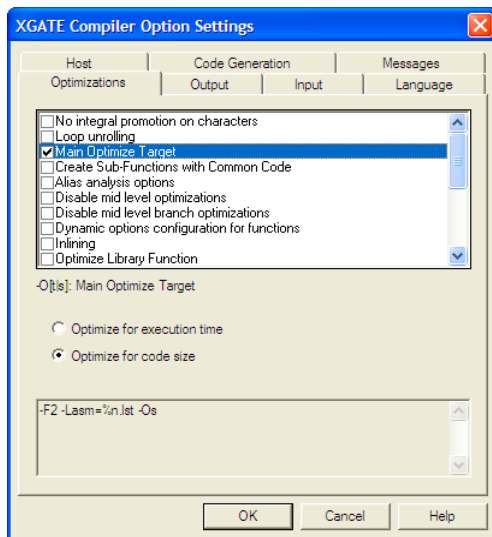 XGATE Compiler Option Settings
Host Code Generation Messages
Optimizations Output Input Language
No integral promotion on characters
Loop unrolling
Main Optimize Target
Create Sub-Functions with Common Code
Alias analysis options
Disable mid level optimizations
Disable mid level branch optimizations
Dynamic options configuration for functions
Inlining
Optimize Library Function
-O[t|s]: Main Optimize Target
Optimize for execution time
Optimize for code size
-F2 -Lasm=%n.lst -Os
OK Cancel Help